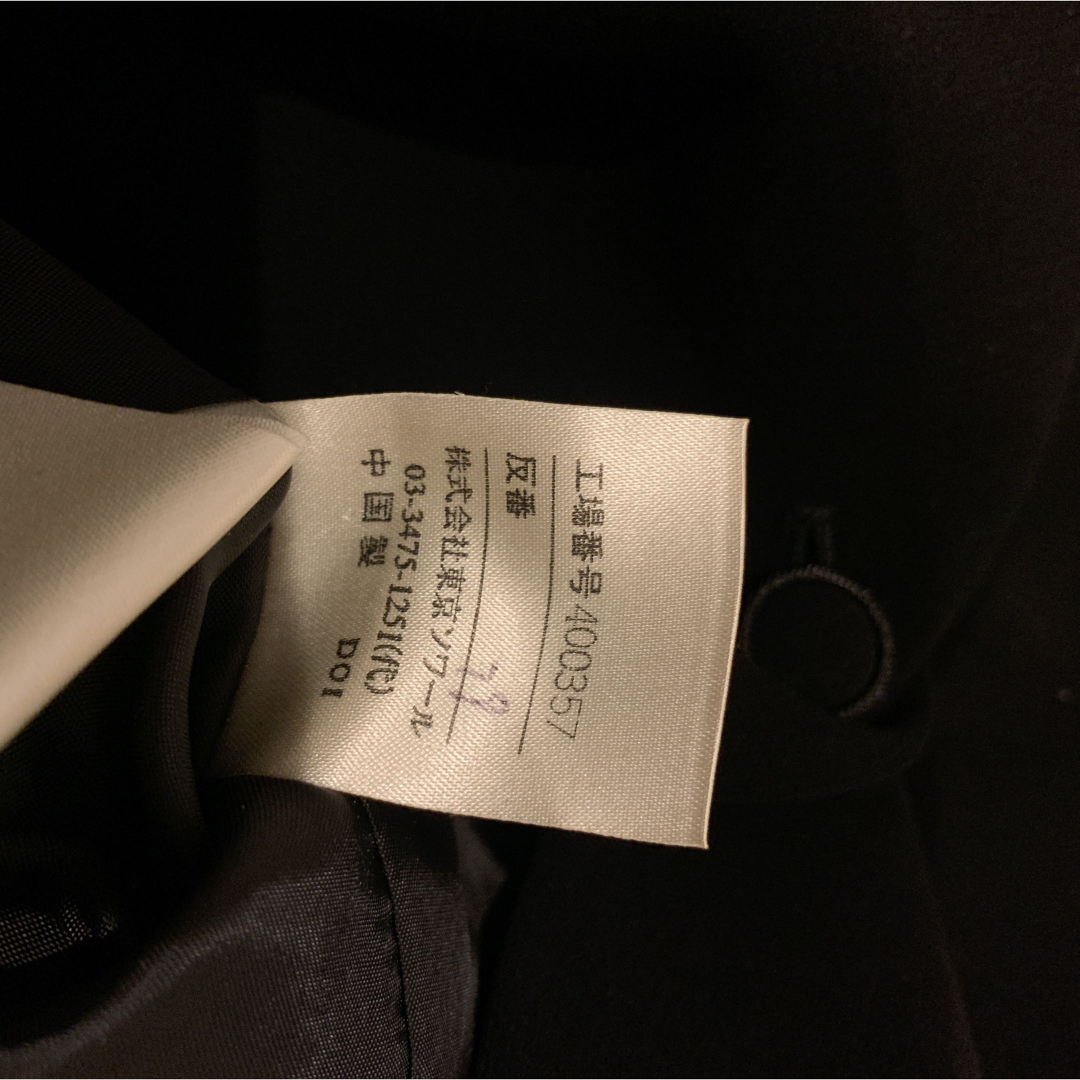 工場番号 400357
反番
株式会社東京ソワール
03-3475-1251(代)
中国製 DO1